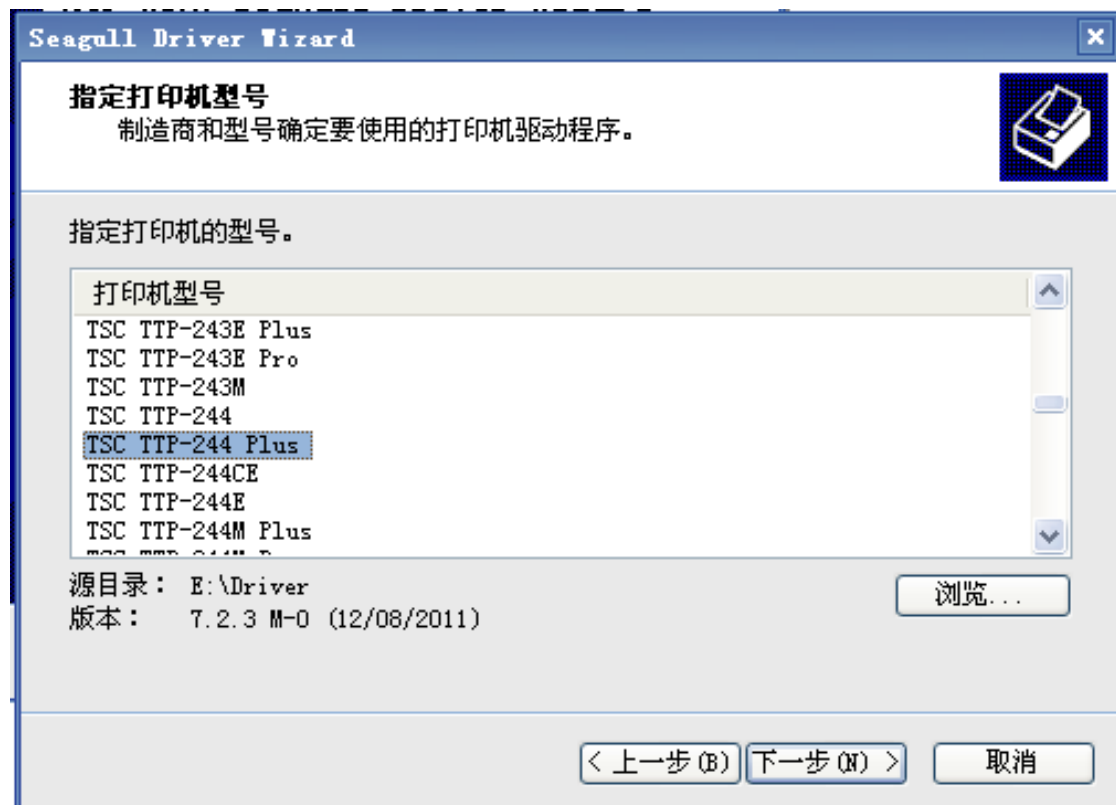 Seagull Driver Wizard
指定打印机型号
制造商和型号确定要使用的打印机驱动程序。
指定打印机的型号。
打印机型号
TSC TTP-243E Plus
TSC TTP-243E Pro
TSC TTP-243M
TSC TTP-244
TSC TTP-244 Plus
TSC TTP-244CE
TSC TTP-244E
TSC TTP-244M Plus
源目录： E:\Driver
浏览...
版本： 7.2.3 M-0 (12/08/2011)
< 上一步(B) 下一步(N) > 取消